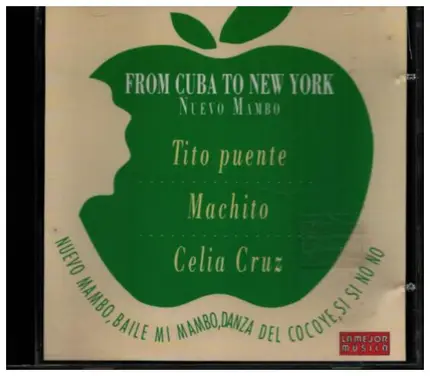 FROM CUBA TO NEW YORK
NUEVO MAMBO
Tito puente
Machito
Celia Cruz
NUEVO MAMBO, BAILE MI MAMBO, DANZA DEL COCOYE, SI SI NO NO
LA MEJOR
MUSICA